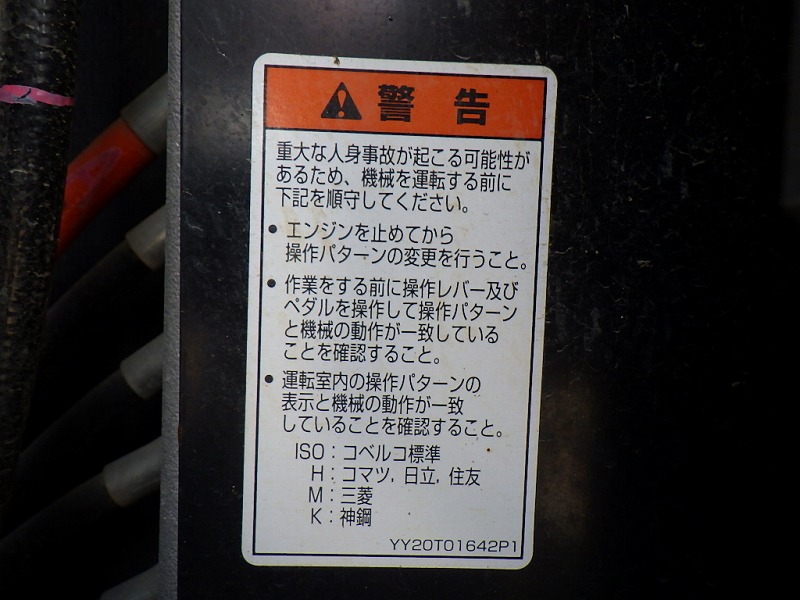 警告
重大な人身事故が起こる可能性が
あるため、機械を運転する前に
下記を順守してください。
• エンジンを止めてから
操作パターンの変更を行うこと。
• 作業をする前に操作レバー及び
ペダルを操作して操作パターン
と機械の動作が一致している
ことを確認すること。
• 運転室内の操作パターンの
表示と機械の動作が一致
していることを確認すること。
ISO：コベルコ標準
H：コマツ, 日立, 住友
M：三菱
K：神鋼
YY20T01642P1